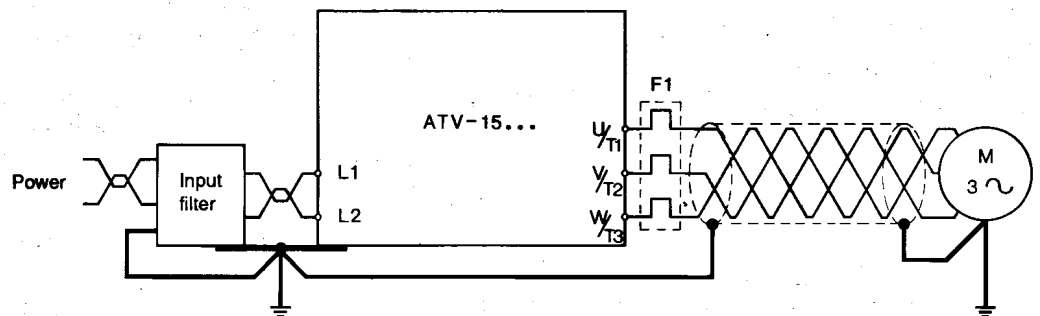 F1
ATV-15...
U/T1
Power
Input
filter
L1
V/T2
M
3 ~
L2
W/T3